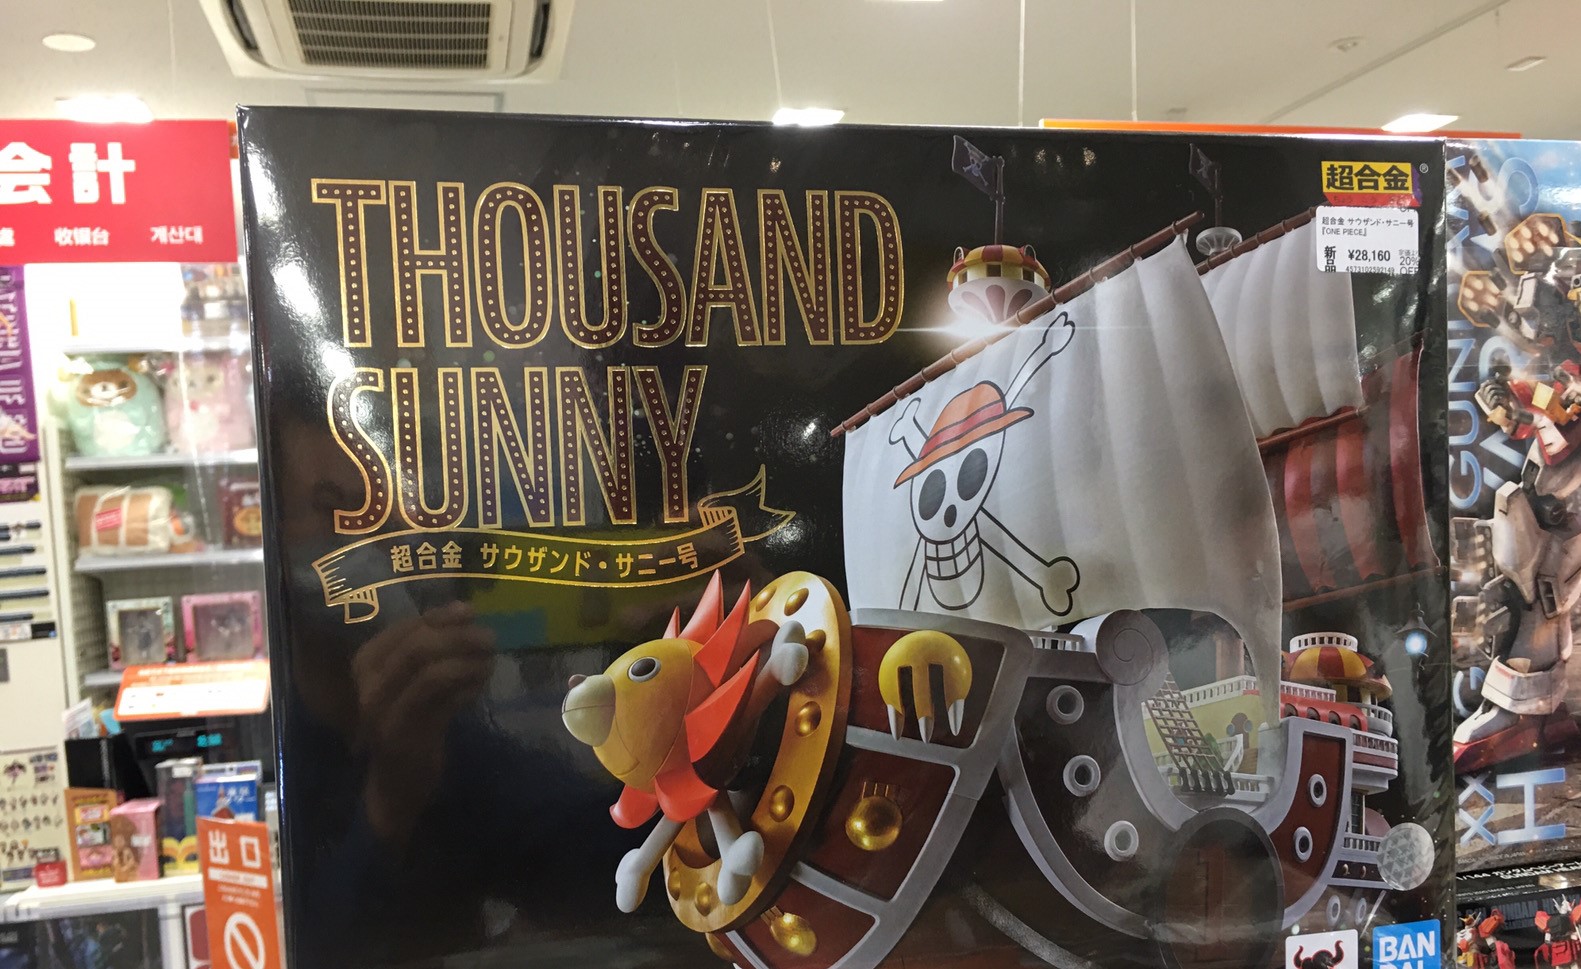 会計
收银台
계산대
THOUSAND
SUNNY
超合金 サウザンド・サニー号
超合金
®
超合金 サウザンド・サニー号
『ONE PIECE』
新品
¥28,160
20%
OFF
出口
BAN
DAI